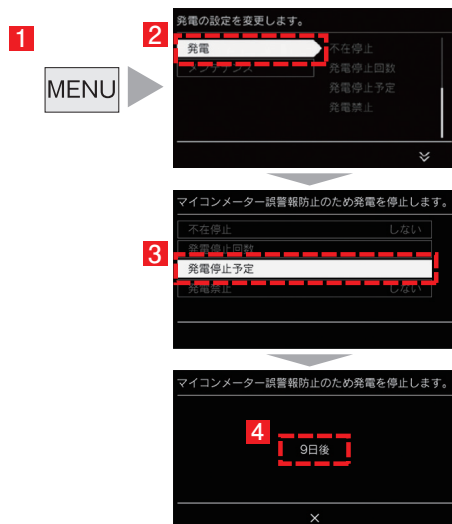 1
MENU
2
発電の設定を変更します。
発電
メンテナンス
不在停止
発電停止回数
発電停止予定
発電禁止
マイコンメーター誤警報防止のため発電を停止します。
不在停止 しない
発電停止回数
3
発電停止予定
発電禁止 しない
マイコンメーター誤警報防止のため発電を停止します。
4
9日後
×